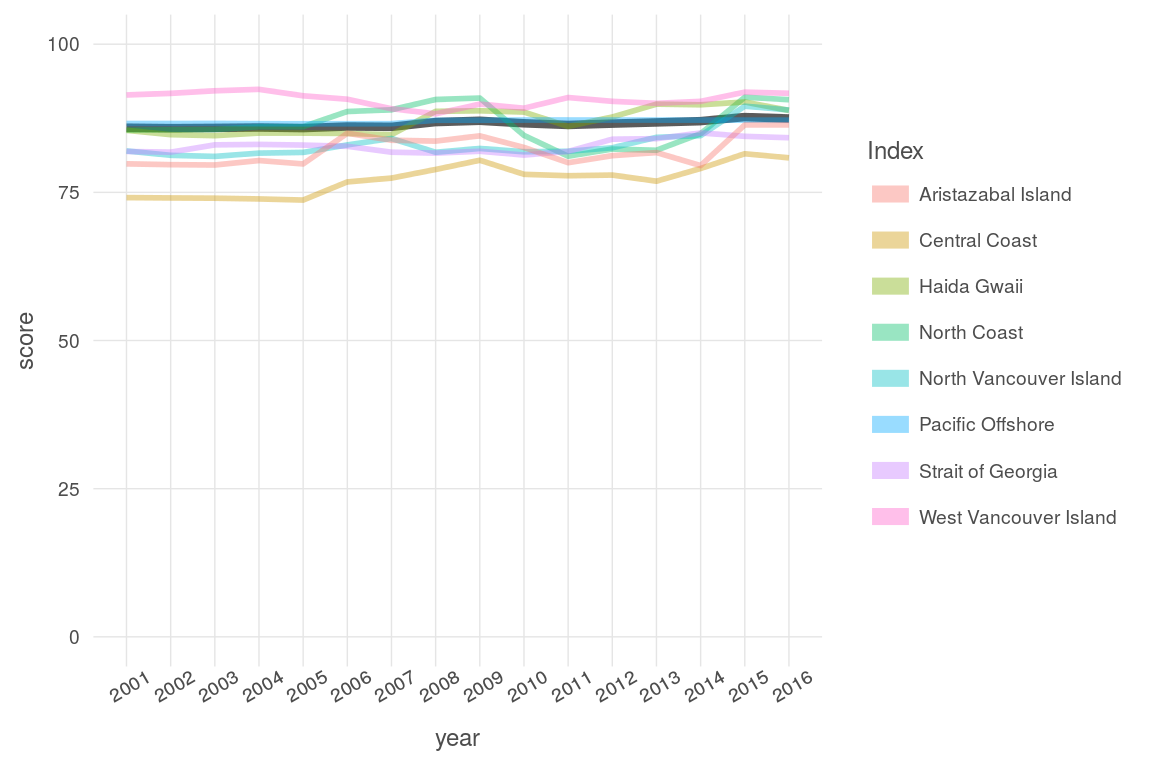 100
75
50
25
0
score
2001 2002 2003 2004 2005 2006 2007 2008 2009 2010 2011 2012 2013 2014 2015 2016
year
Index
Aristazabal Island
Central Coast
Haida Gwaii
North Coast
North Vancouver Island
Pacific Offshore
Strait of Georgia
West Vancouver Island